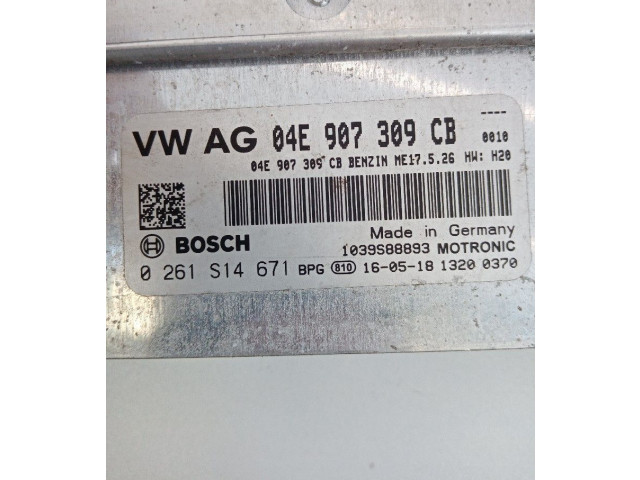 ----
VW AG 04E 907 309 CB 0010
04E 907 309 CB BENZIN ME17.5.26 HW: H20
BOSCH
Made in Germany
1039S88893 MOTRONIC
0 261 S14 671 BPG 810 16-05-18 1320 0370